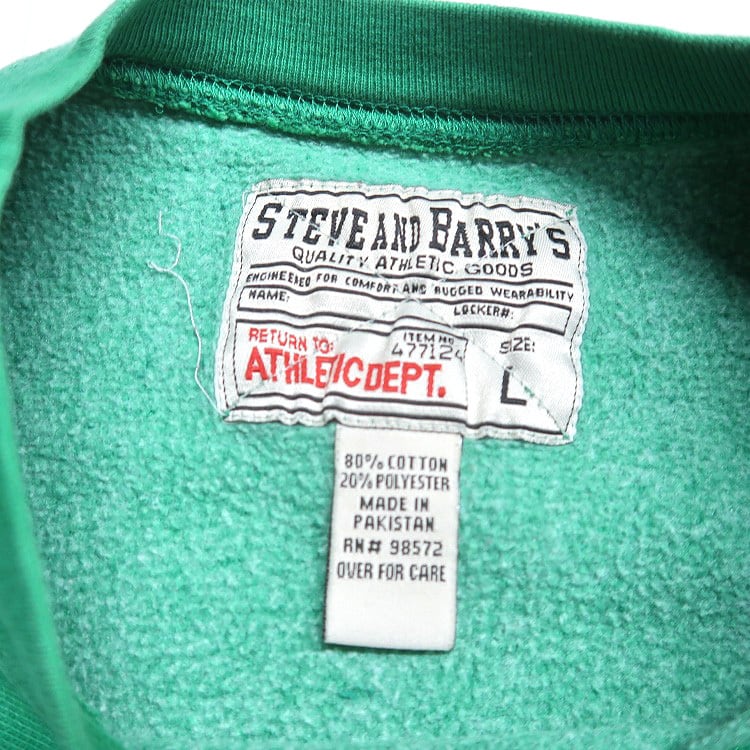 STEVE AND BARRY'S
QUALITY ATHLETIC GOODS
ENGINEERED FOR COMFORT AND RUGGED WEARABILITY
NAME: LOCKER#:
RETURN TO: ITEM NO SIZE:
477124
ATHLETIC DEPT. L
80% COTTON
20% POLYESTER
MADE IN
PAKISTAN
RN# 98572
OVER FOR CARE